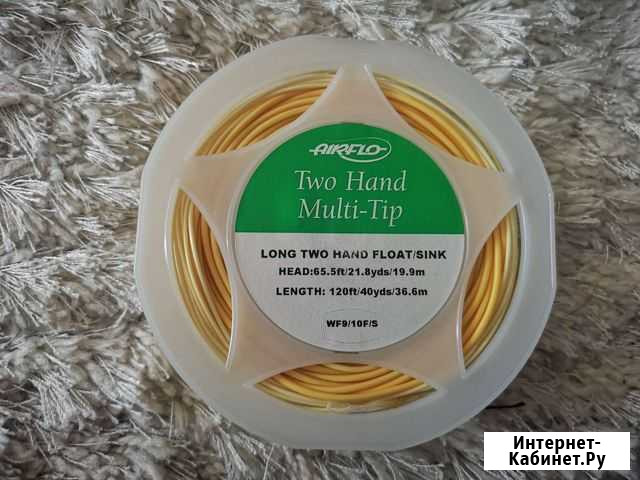 AIRFLO
Two Hand
Multi-Tip
LONG TWO HAND FLOAT/SINK
HEAD:65.5ft/21.8yds/19.9m
LENGTH: 120ft/40yds/36.6m
WF9/10F/S
Интернет-
Кабинет.Ру